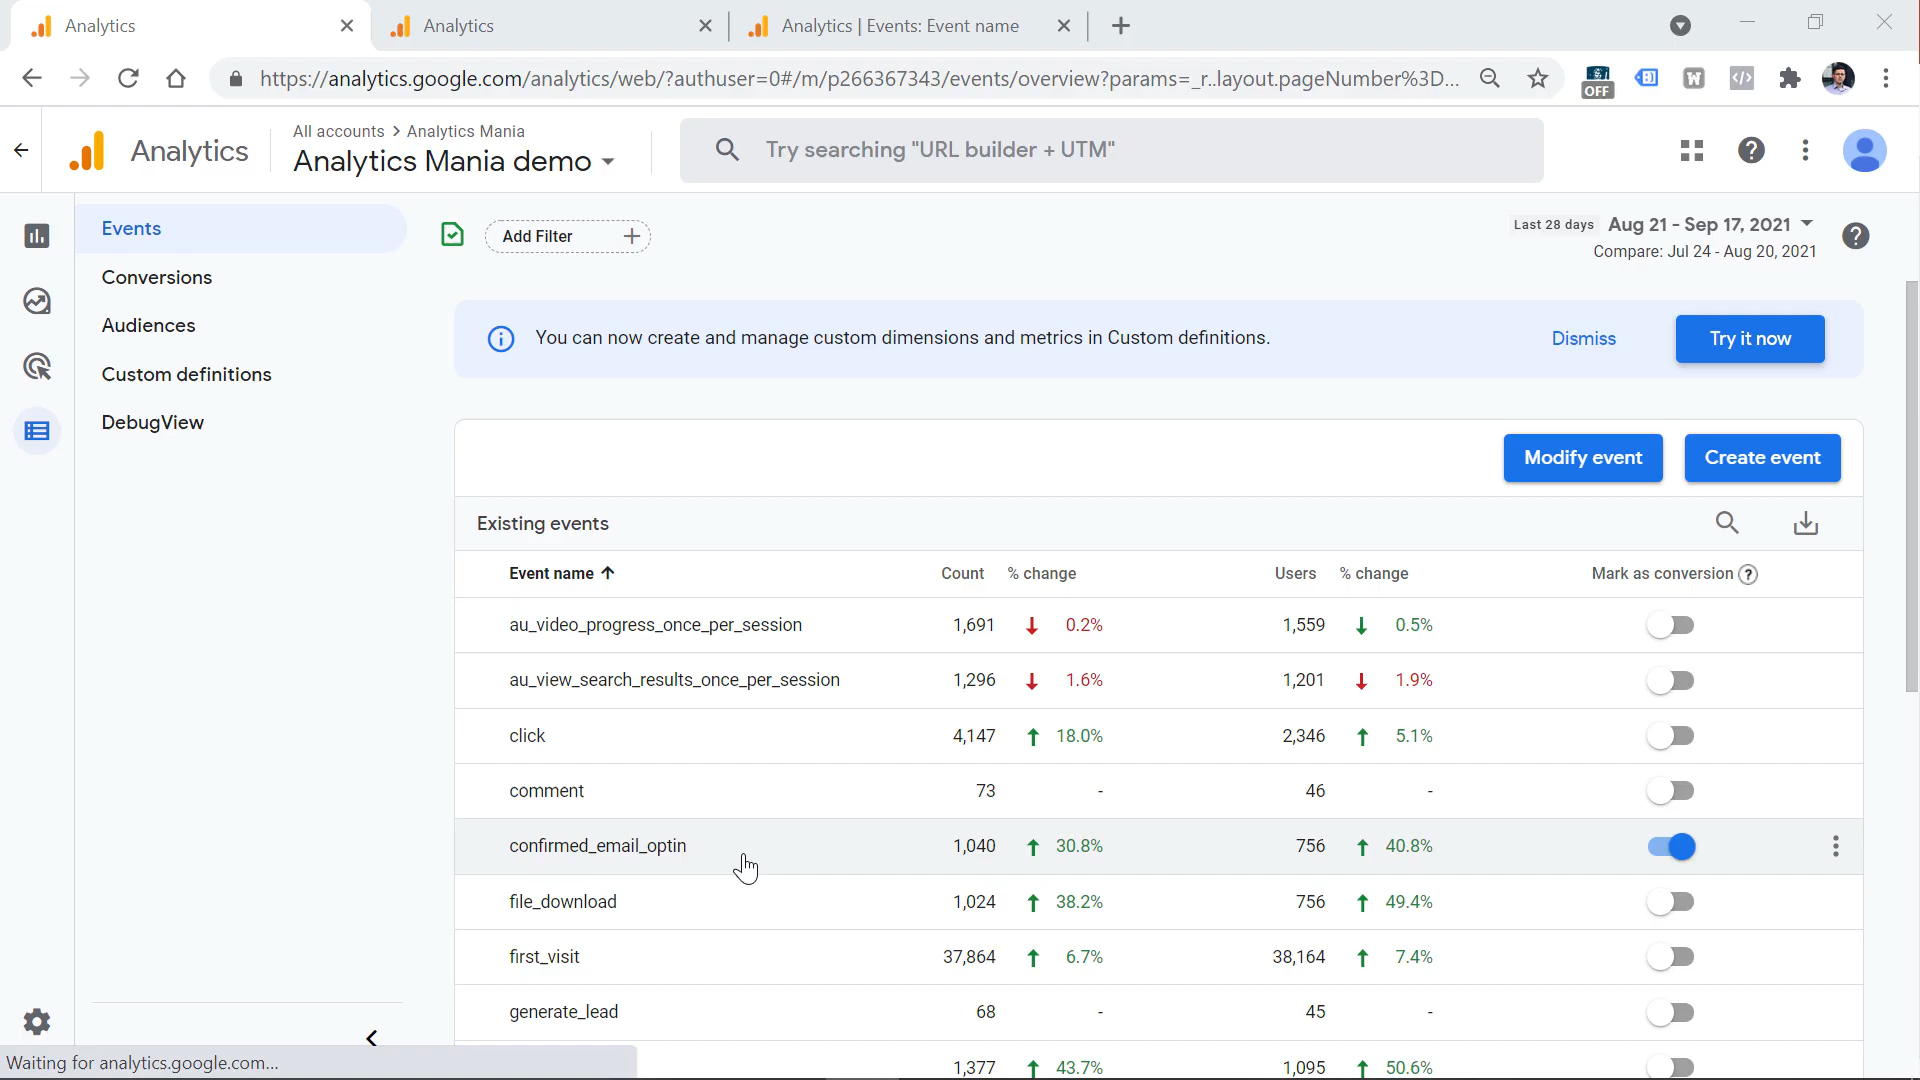 Analytics
Analytics
Analytics | Events: Event name
https://analytics.google.com/analytics/web/?authuser=0#/m/p266367343/events/overview?params=_r..layout.pageNumber%3D...
OFF
W
Analytics
All accounts > Analytics Mania
Analytics Mania demo
Try searching "URL builder + UTM"
Events
Conversions
Audiences
Custom definitions
DebugView
Add Filter +
Last 28 days Aug 21 - Sep 17, 2021
Compare: Jul 24 - Aug 20, 2021
You can now create and manage custom dimensions and metrics in Custom definitions.
Dismiss
Try it now
Modify event
Create event
Existing events
Event name ↑ Count % change Users % change Mark as conversion ?
au_video_progress_once_per_session 1,691 ↓ 0.2% 1,559 ↓ 0.5%
au_view_search_results_once_per_session 1,296 ↓ 1.6% 1,201 ↓ 1.9%
click 4,147 ↑ 18.0% 2,346 ↑ 5.1%
comment 73 - 46 -
confirmed_email_optin 1,040 ↑ 30.8% 756 ↑ 40.8%
file_download 1,024 ↑ 38.2% 756 ↑ 49.4%
first_visit 37,864 ↑ 6.7% 38,164 ↑ 7.4%
generate_lead 68 - 45 -
1,377 ↑ 43.7% 1,095 ↑ 50.6%
Waiting for analytics.google.com...